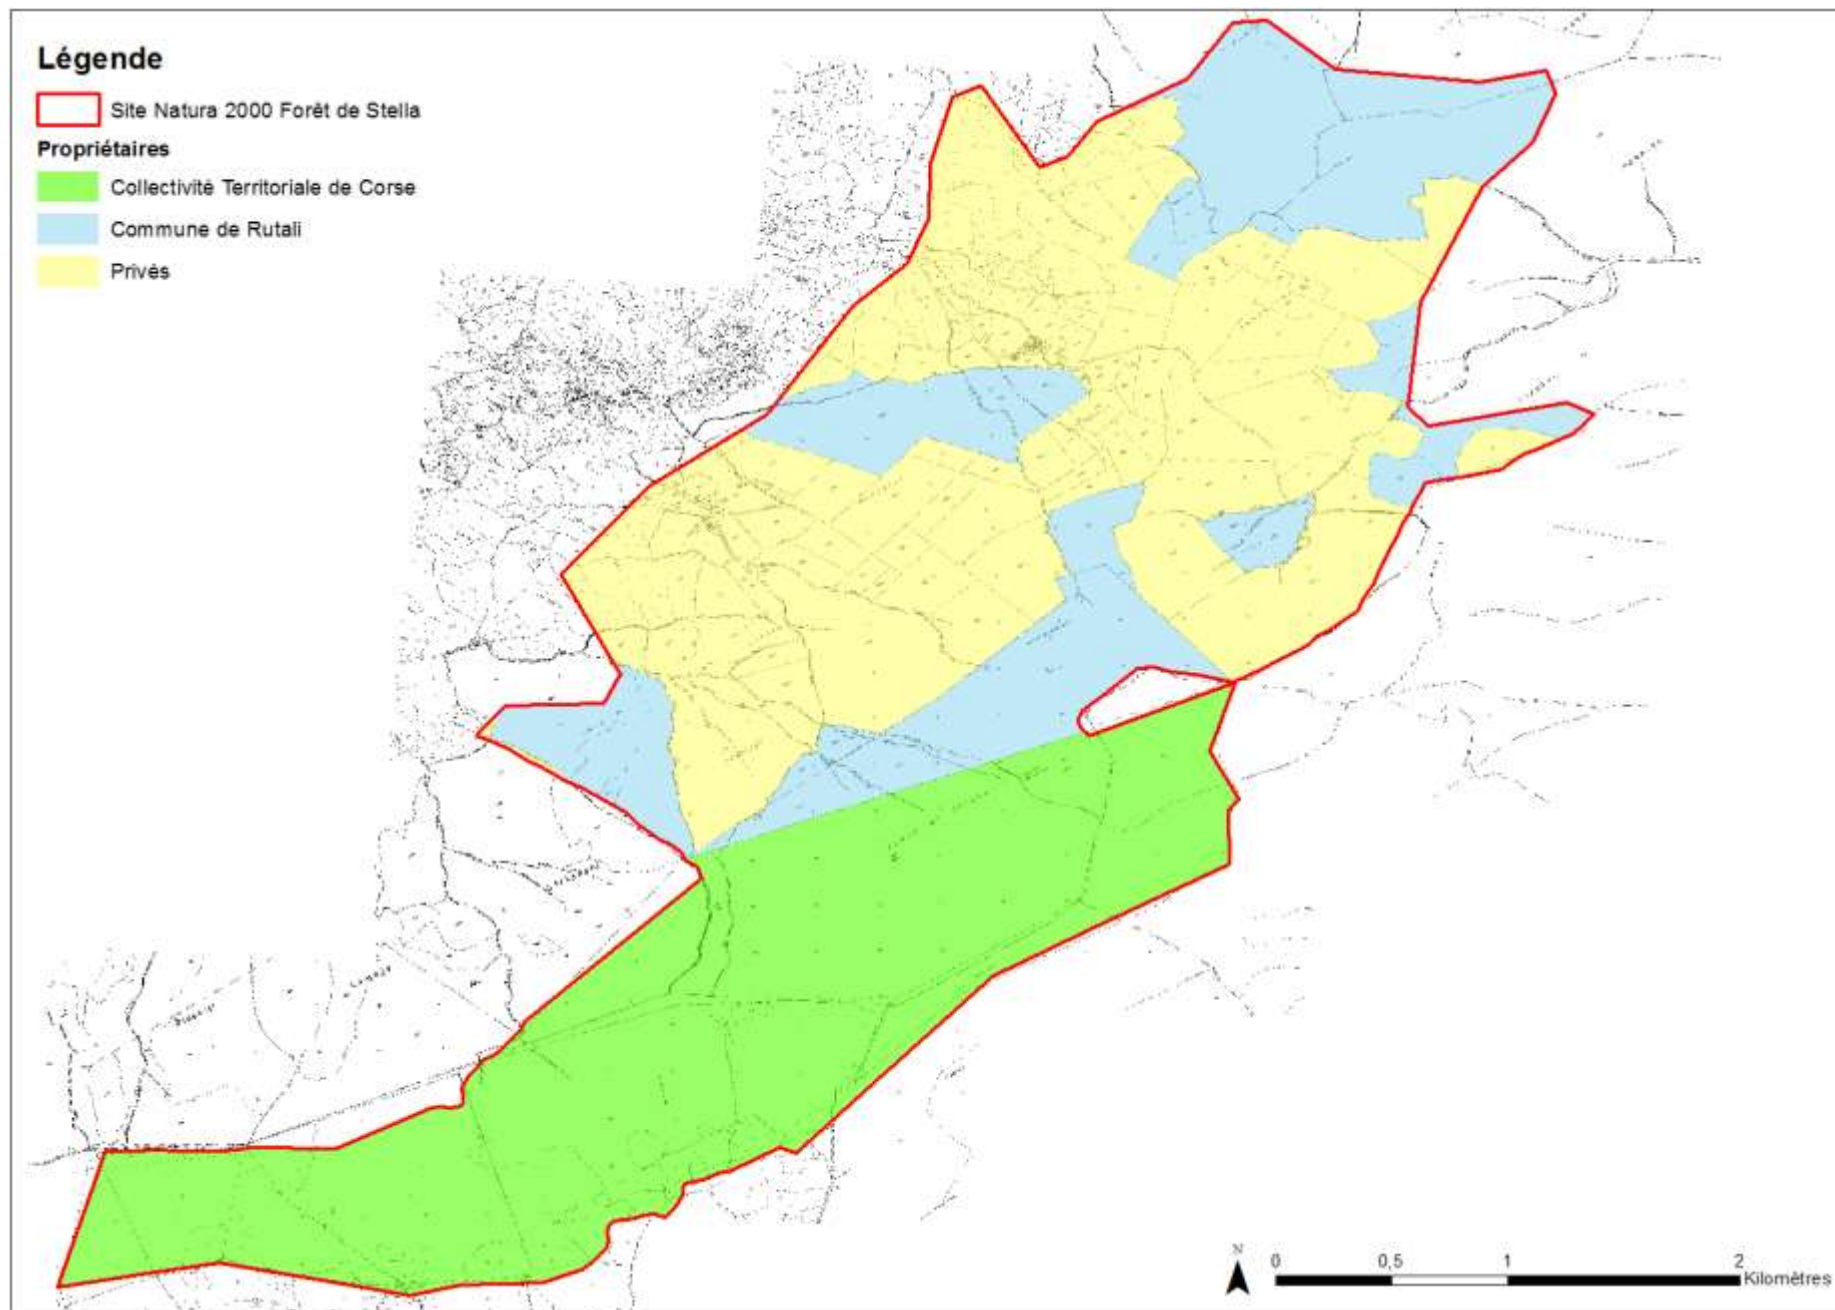 Légende
Site Natura 2000 Forêt de Stella
Propriétaires
Collectivité Territoriale de Corse
Commune de Rutali
Privés
N
0 0,5 1 2
Kilomètres